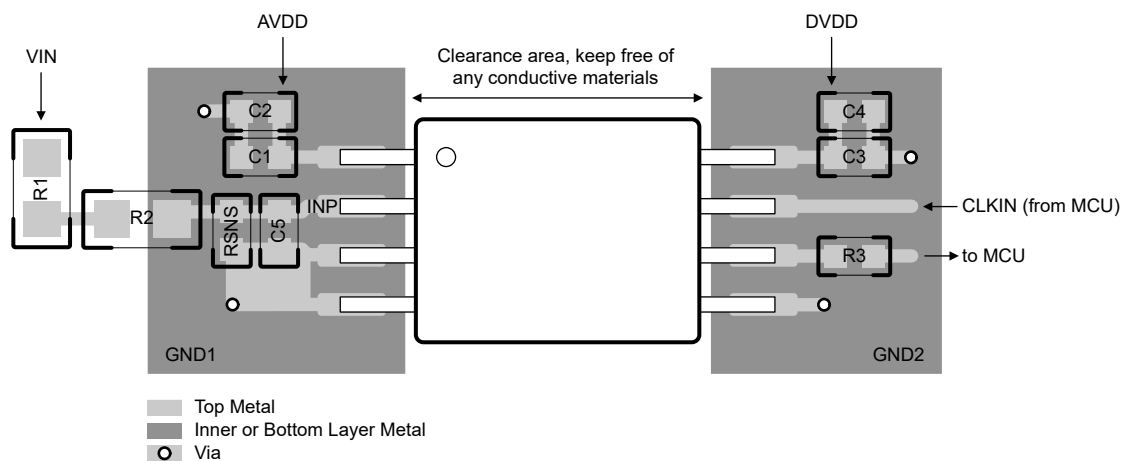 AVDD
DVDD
VIN
Clearance area, keep free of
any conductive materials
C2
C4
C1
C3
R1
R2
RSNS
C5
INP
CLKIN (from MCU)
R3
to MCU
GND1
GND2
Top Metal
Inner or Bottom Layer Metal
Via